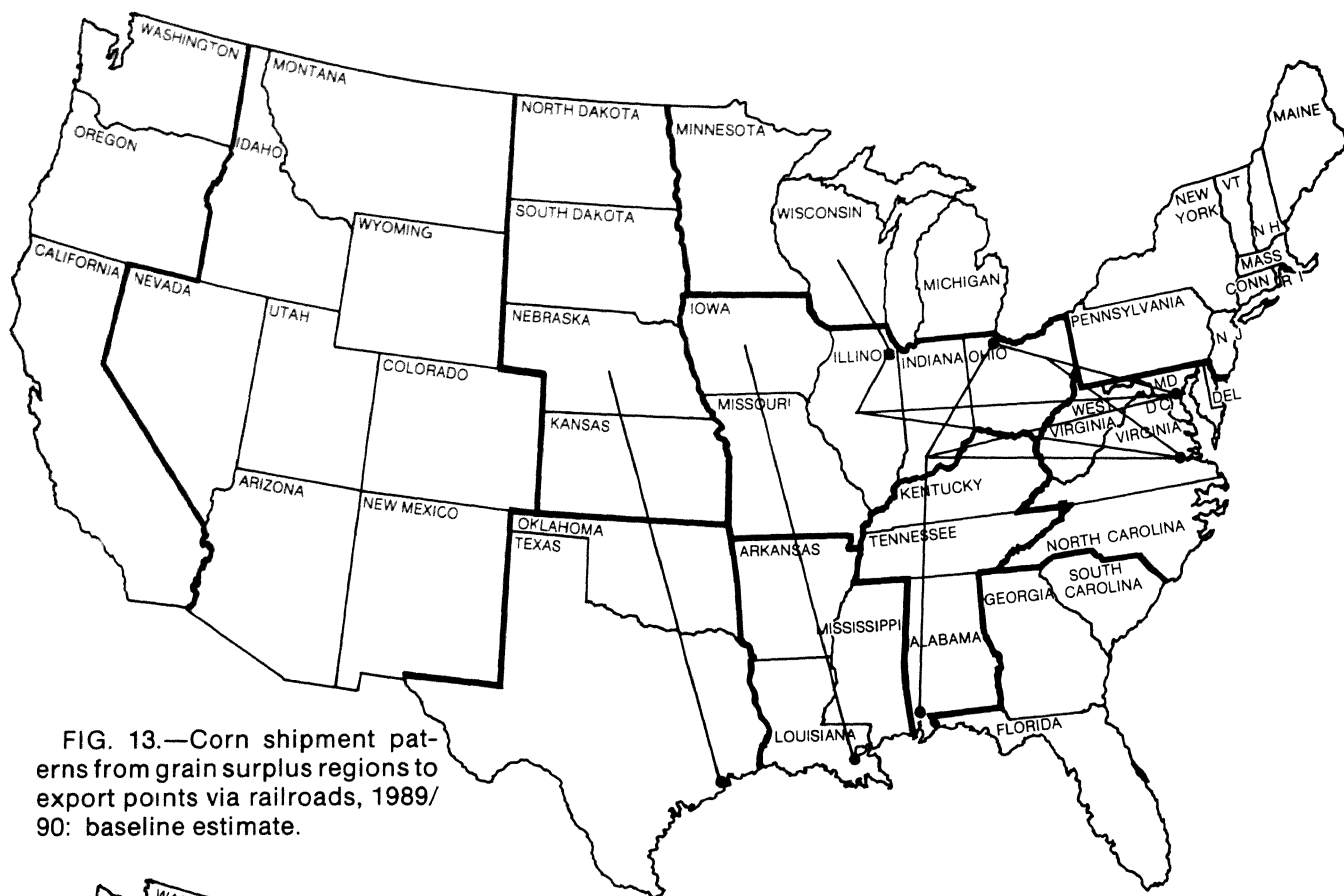 WASHINGTON
MONTANA
NORTH DAKOTA
MINNESOTA
MAINE
OREGON
IDAHO
VT
NEW
YORK
N H
SOUTH DAKOTA
WISCONSIN
WYOMING
MASS
CALIFORNIA
NEVADA
MICHIGAN
CONN
R I
UTAH
NEBRASKA
IOWA
PENNSYLVANIA
N J
ILLINO
INDIANA
OHIO
COLORADO
MD
DEL
MISSOURI
WEST
VIRGINIA
D C
KANSAS
VIRGINIA
ARIZONA
KENTUCKY
NEW MEXICO
OKLAHOMA
TEXAS
ARKANSAS
TENNESSEE
NORTH CAROLINA
SOUTH
CAROLINA
GEORGIA
MISSISSIPPI
ALABAMA
LOUISIANA
FLORIDA
FIG. 13.—Corn shipment pat-
erns from grain surplus regions to
export points via railroads, 1989/
90: baseline estimate.